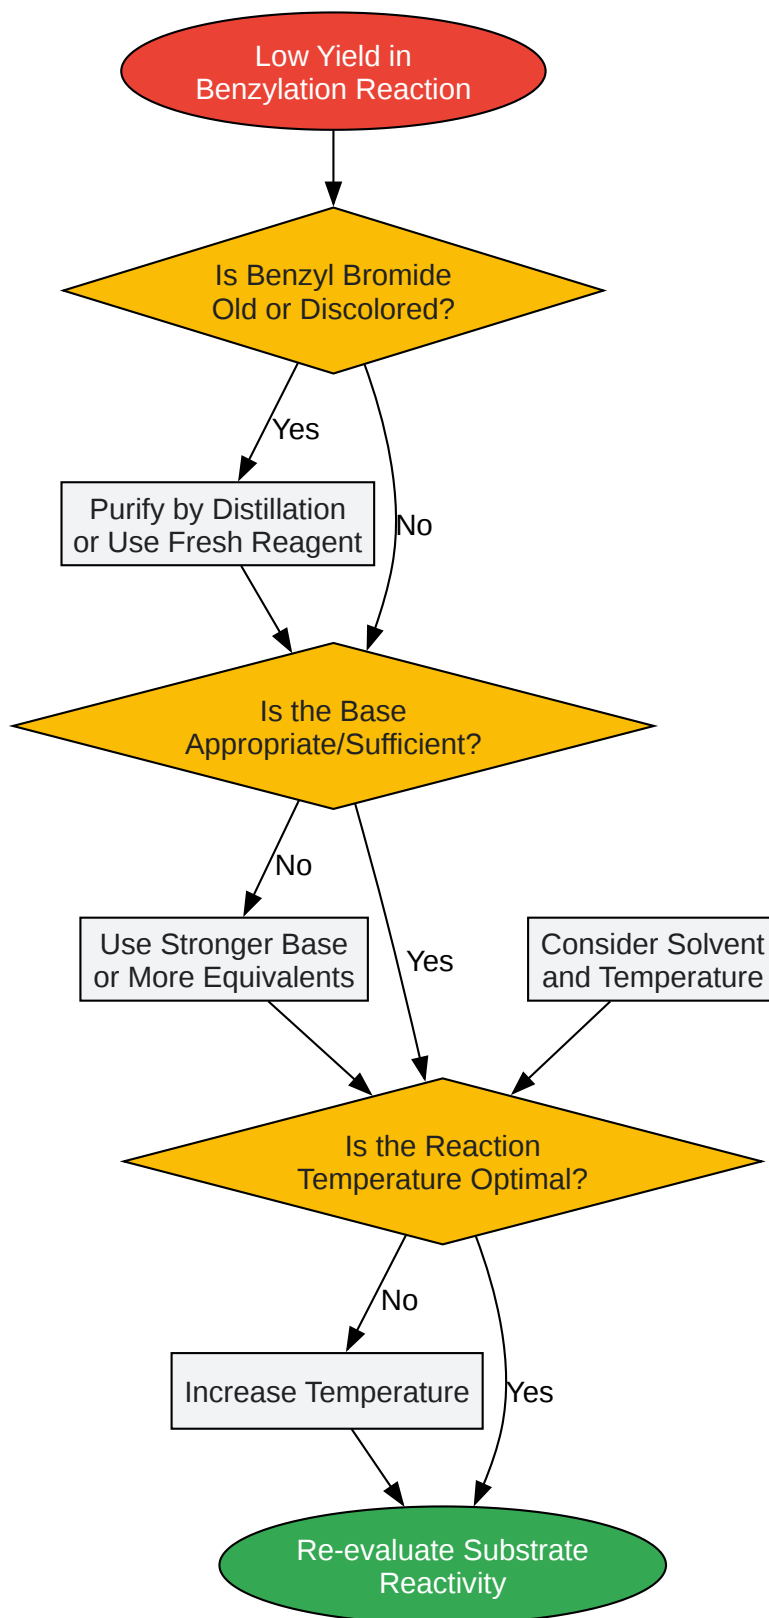 Low Yield in
Benzylation Reaction
Is Benzyl Bromide
Old or Discolored?
Yes
Purify by Distillation
or Use Fresh Reagent
No
Is the Base
Appropriate/Sufficient?
No
Use Stronger Base
or More Equivalents
Yes
Consider Solvent
and Temperature
Is the Reaction
Temperature Optimal?
No
Increase Temperature
Yes
Re-evaluate Substrate
Reactivity